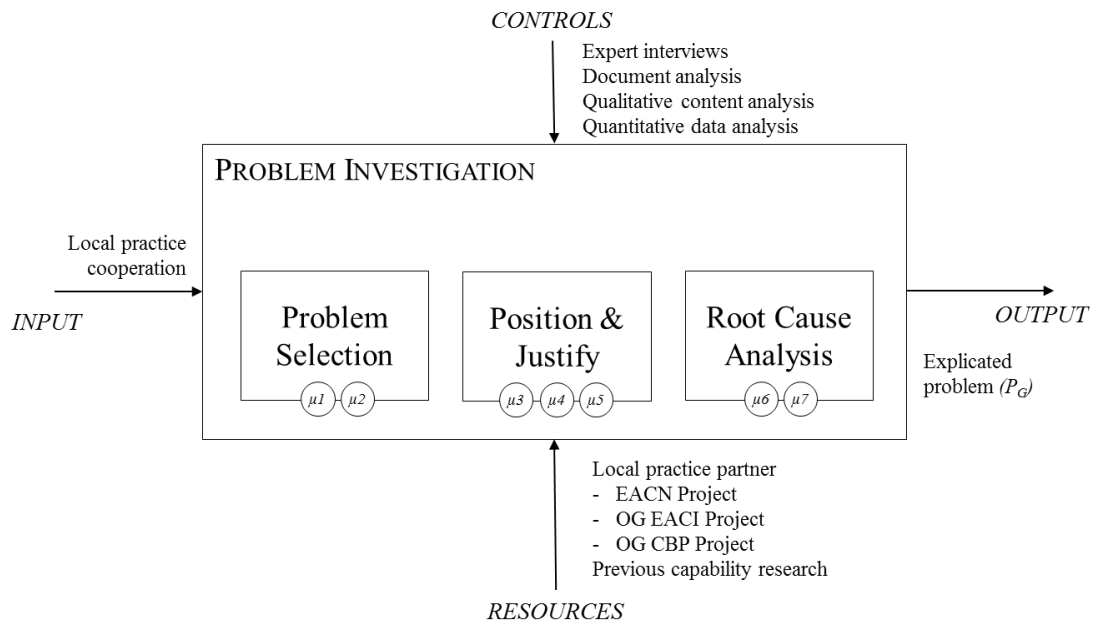 CONTROLS
Expert interviews
Document analysis
Qualitative content analysis
Quantitative data analysis
PROBLEM INVESTIGATION
Local practice
cooperation
INPUT
Problem
Selection
μ1 μ2
Position &
Justify
μ3 μ4 μ5
Root Cause
Analysis
μ6 μ7
OUTPUT
Explicated
problem (PG)
Local practice partner
- EACN Project
- OG EACI Project
- OG CBP Project
Previous capability research
RESOURCES